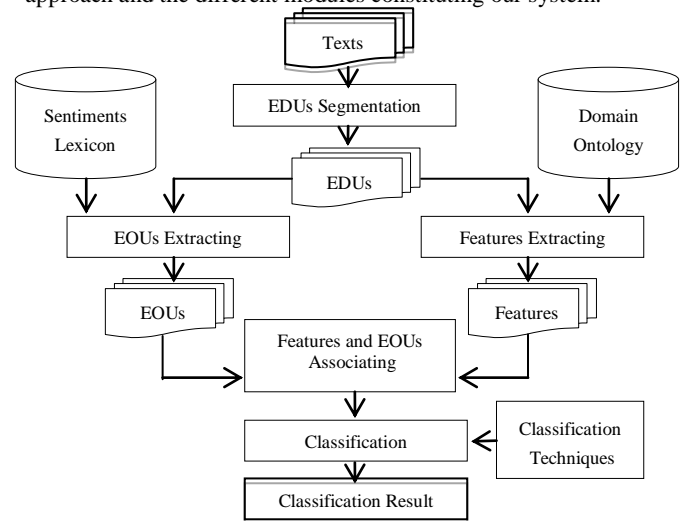 approach and the different modules constituting our system.
Texts
EDUs Segmentation
Sentiments
Lexicon
Domain
Ontology
EDUs
EOUs Extracting
Features Extracting
EOUs
Features
Features and EOUs
Associating
Classification
Classification
Techniques
Classification Result